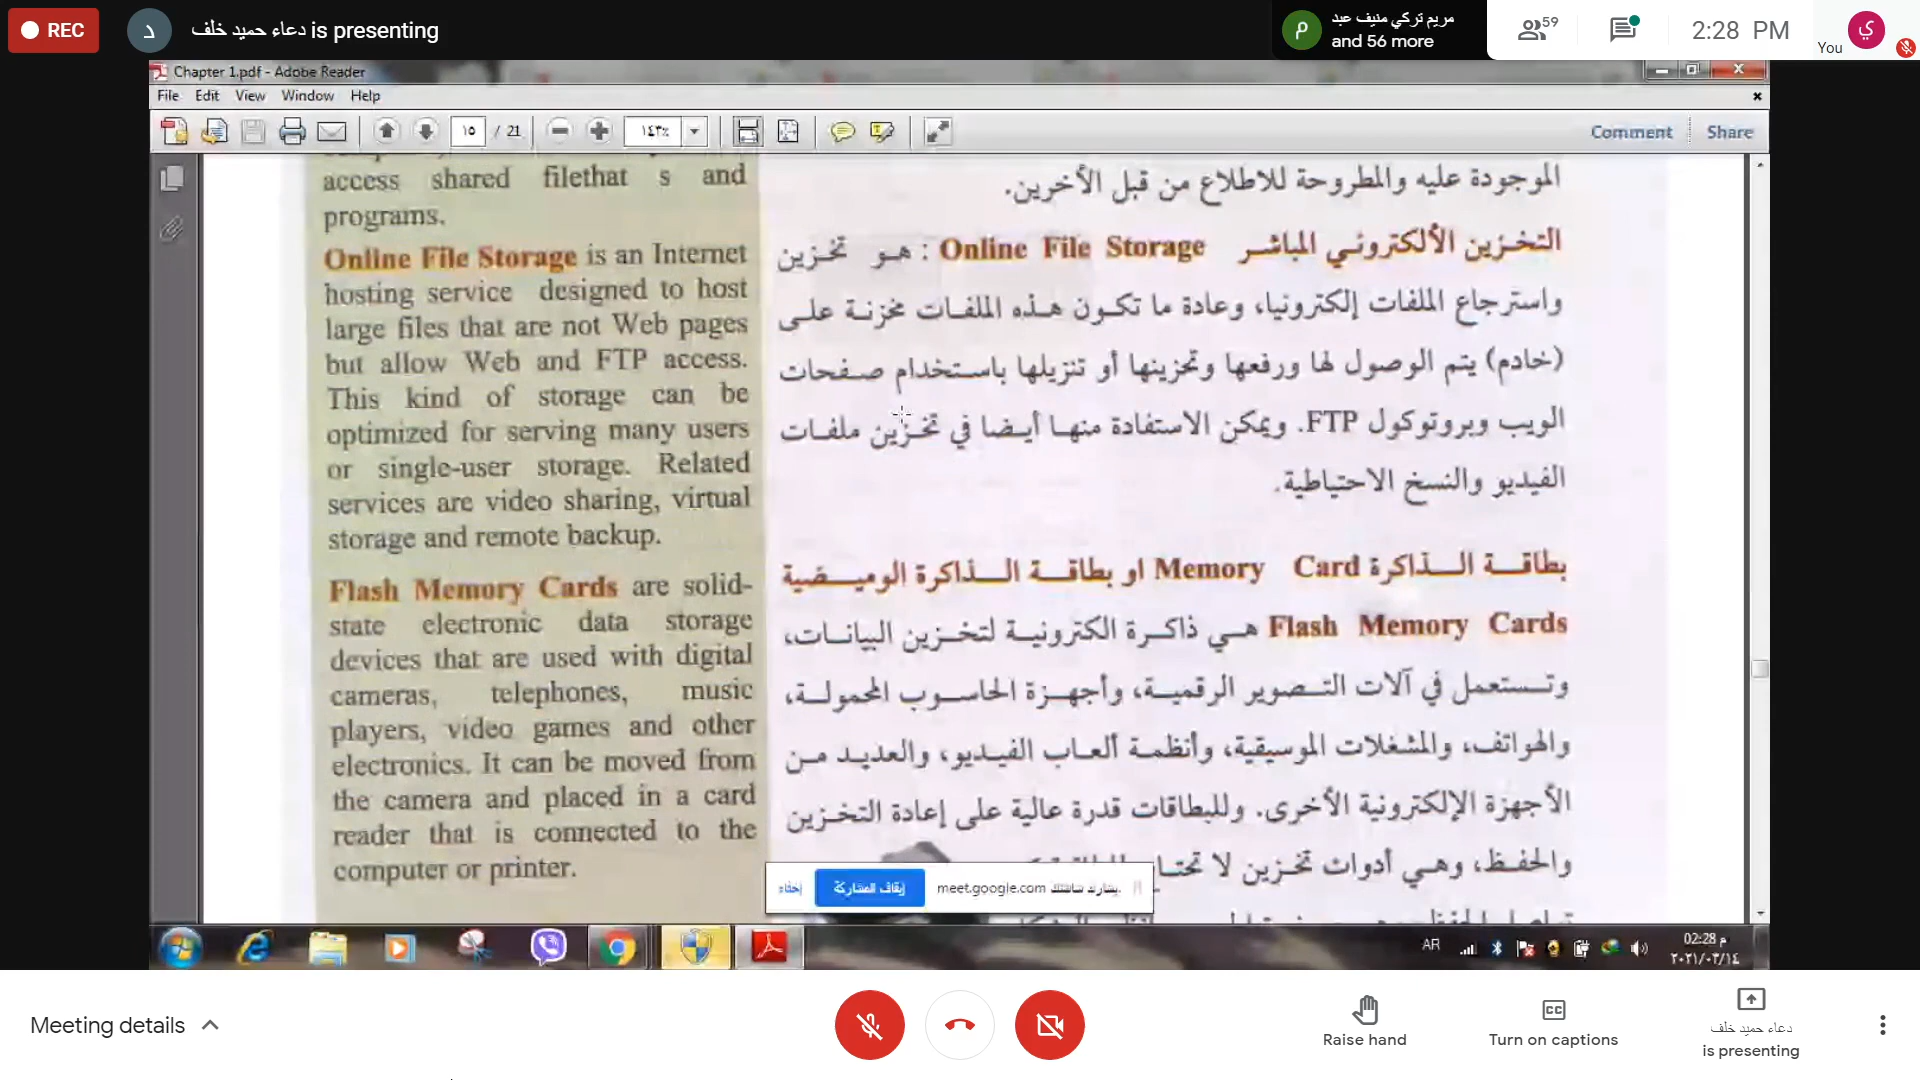 REC
د
دعاء حميد خلف is presenting
م
مريم تركي منيف عبد
and 56 more
59
2:28 PM
You
ي
Chapter 1.pdf - Adobe Reader
File Edit View Window Help
١٥ / 21
١٤٣٪
Comment Share
access shared filethat s and
programs.
Online File Storage is an Internet
hosting service designed to host
large files that are not Web pages
but allow Web and FTP access.
This kind of storage can be
optimized for serving many users
or single-user storage. Related
services are video sharing, virtual
storage and remote backup.
Flash Memory Cards are solid-
state electronic data storage
devices that are used with digital
cameras, telephones, music
players, video games and other
electronics. It can be moved from
the camera and placed in a card
reader that is connected to the
computer or printer.
الموجودة عليه والمطروحة للاطلاع من قبل الأخرين.
التخزين الألكتروني المباشر Online File Storage : هو تخزين
واسترجاع الملفات إلكترونيا، وعادة ما تكون هذه الملفات مخزنة على
(خادم) يتم الوصول لها ورفعها وتخزينها أو تنزيلها باستخدام صفحات
الويب وبروتوكول FTP. ويمكن الاستفادة منها أيضا في تخزين ملفات
الفيديو والنسخ الاحتياطية.
بطاقة الذاكرة Memory Card او بطاقة الذاكرة الوميضية
Flash Memory Cards هي ذاكرة الكترونية لتخزين البيانات،
وتستعمل في آلات التصوير الرقمية، وأجهزة الحاسوب المحمولة،
والهواتف، والمشغلات الموسيقية، وأنظمة ألعاب الفيديو، والعديد من
الأجهزة الإلكترونية الأخرى. وللبطاقات قدرة عالية على إعادة التخزين
والحفظ، وهي أدوات تخزين لا
meet.google.com يشارك شاشتك.
إيقاف المشاركة
إخفاء
AR
02:28 م
٢٠٢١/٠٣/١٤
Meeting details
Raise hand
Turn on captions
دعاء حميد خلف
is presenting